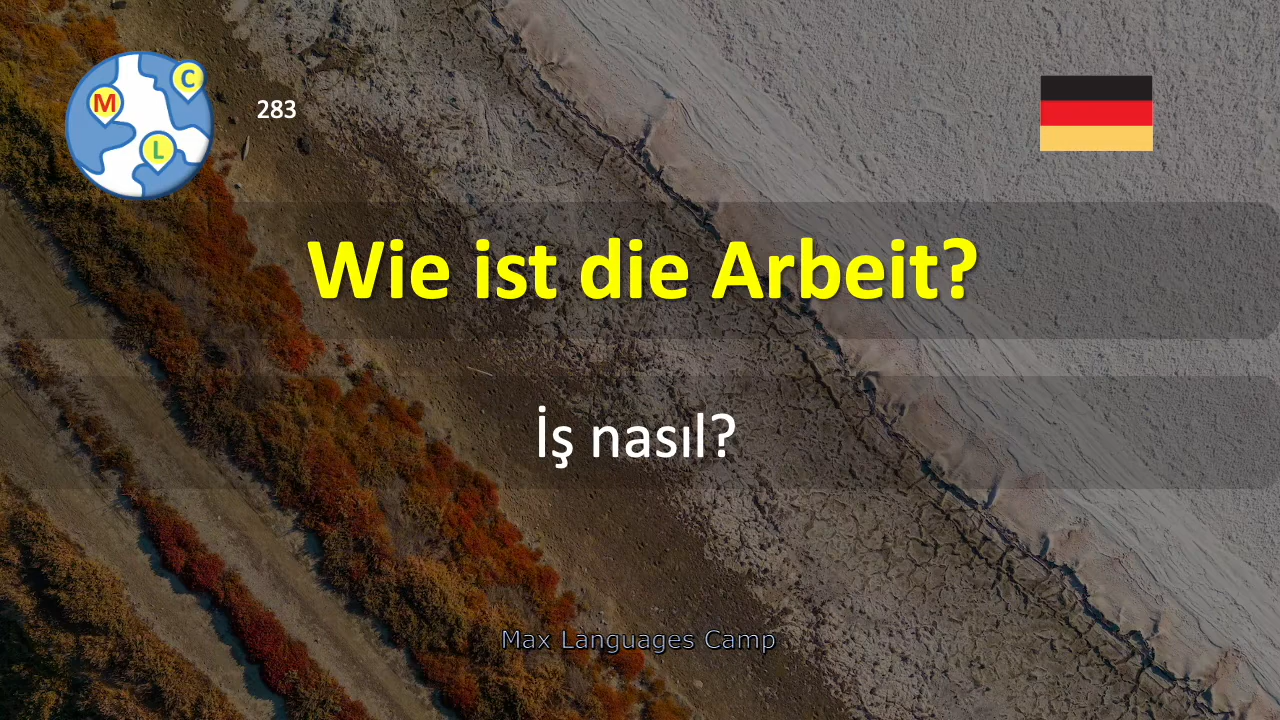 M
C
L
283
Wie ist die Arbeit?
İş nasıl?
Max Languages Camp